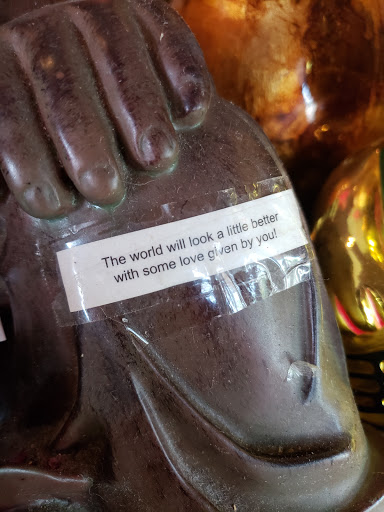 The world will look a little better
with some love given by you!